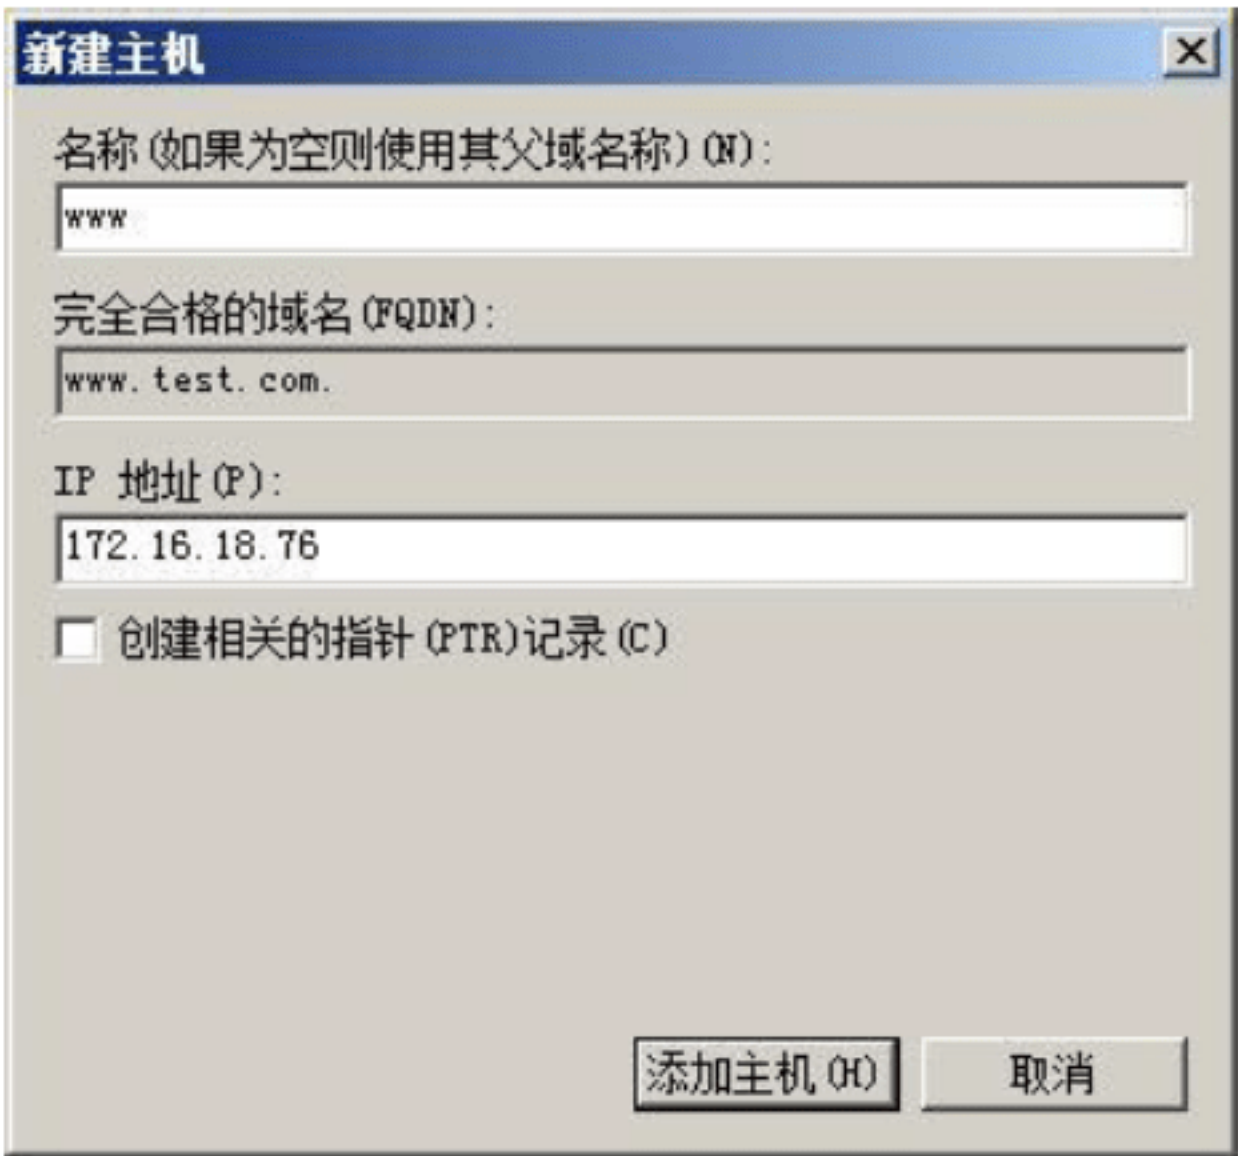 新建主机
名称(如果为空则使用其父域名称)(N):
www
完全合格的域名(FQDN):
www.test.com.
IP 地址(P):
172.16.18.76
创建相关的指针(PTR)记录(C)
添加主机(H)
取消